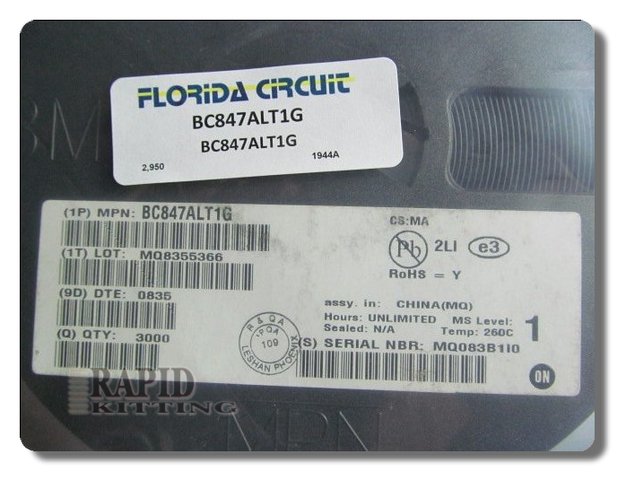 FLORIDA CIRCUIT
BC847ALT1G
BC847ALT1G
2,950 1944A
(1P) MPN: BC847ALT1G
(1T) LOT: MQ8355366
(9D) DTE: 0835
(Q) QTY: 3000
CS:MA
Pb 2LI e3
RoHS = Y
assy. in: CHINA(MQ)
Hours: UNLIMITED MS Level: 1
Sealed: N/A Temp: 260C
(S) SERIAL NBR: MQ083B1I0
R & QA
PQA
109
LESHAN PHOENIX
ON
RAPID
KITTING